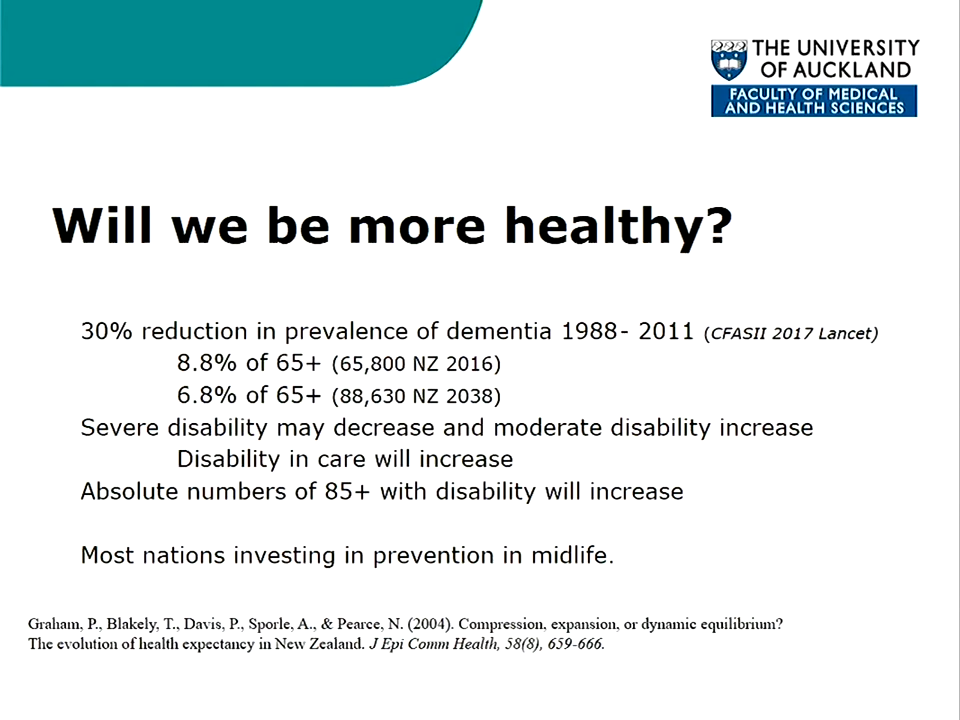 THE UNIVERSITY
OF AUCKLAND
FACULTY OF MEDICAL
AND HEALTH SCIENCES
Will we be more healthy?
30% reduction in prevalence of dementia 1988- 2011 (CFASII 2017 Lancet)
8.8% of 65+ (65,800 NZ 2016)
6.8% of 65+ (88,630 NZ 2038)
Severe disability may decrease and moderate disability increase
Disability in care will increase
Absolute numbers of 85+ with disability will increase
Most nations investing in prevention in midlife.
Graham, P., Blakely, T., Davis, P., Sporle, A., & Pearce, N. (2004). Compression, expansion, or dynamic equilibrium?
The evolution of health expectancy in New Zealand. J Epi Comm Health, 58(8), 659-666.